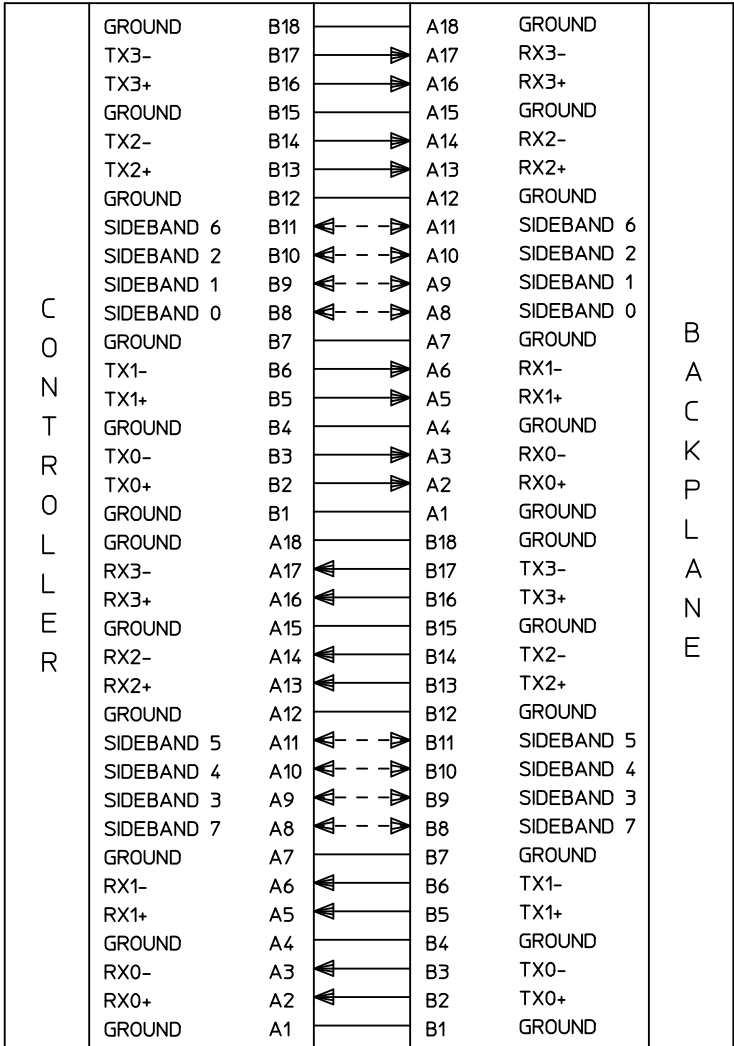 GROUND B18 A18 GROUND
TX3- B17 A17 RX3-
TX3+ B16 A16 RX3+
GROUND B15 A15 GROUND
TX2- B14 A14 RX2-
TX2+ B13 A13 RX2+
GROUND B12 A12 GROUND
SIDEBAND 6 B11 A11 SIDEBAND 6
SIDEBAND 2 B10 A10 SIDEBAND 2
SIDEBAND 1 B9 A9 SIDEBAND 1
SIDEBAND 0 B8 A8 SIDEBAND 0
GROUND B7 A7 GROUND
TX1- B6 A6 RX1-
TX1+ B5 A5 RX1+
GROUND B4 A4 GROUND
TX0- B3 A3 RX0-
TX0+ B2 A2 RX0+
GROUND B1 A1 GROUND
GROUND A18 B18 GROUND
RX3- A17 B17 TX3-
RX3+ A16 B16 TX3+
GROUND A15 B15 GROUND
RX2- A14 B14 TX2-
RX2+ A13 B13 TX2+
GROUND A12 B12 GROUND
SIDEBAND 5 A11 B11 SIDEBAND 5
SIDEBAND 4 A10 B10 SIDEBAND 4
SIDEBAND 3 A9 B9 SIDEBAND 3
SIDEBAND 7 A8 B8 SIDEBAND 7
GROUND A7 B7 GROUND
RX1- A6 B6 TX1-
RX1+ A5 B5 TX1+
GROUND A4 B4 GROUND
RX0- A3 B3 TX0-
RX0+ A2 B2 TX0+
GROUND A1 B1 GROUND
CONTROLLER
BACKPLANE